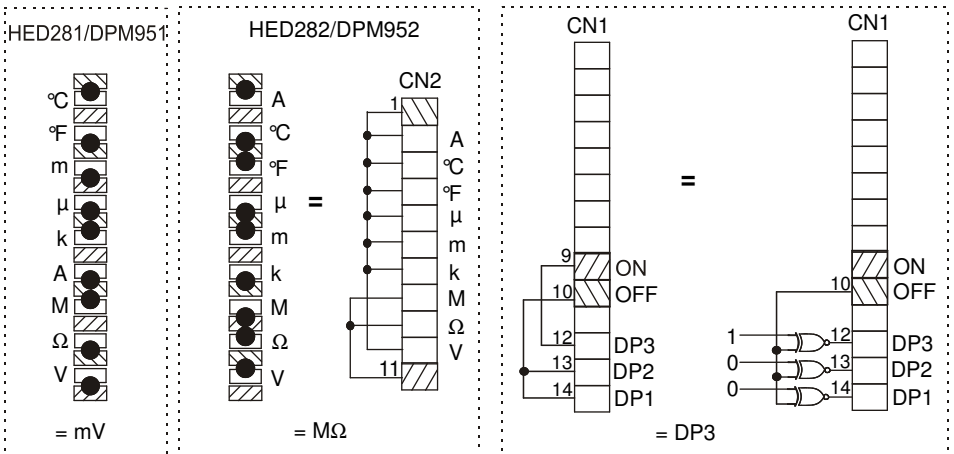 HED281/DPM951
°C
°F
m
µ
k
A
M
Ω
V
= mV
HED282/DPM952
A
°C
°F
µ
m
k
M
Ω
V
=
CN2
1
A
°C
°F
µ
m
k
M
Ω
V
11
= MΩ
CN1
9
ON
10
OFF
12
DP3
13
DP2
14
DP1
=
CN1
ON
10
OFF
1
12
DP3
0
13
DP2
0
14
DP1
= DP3